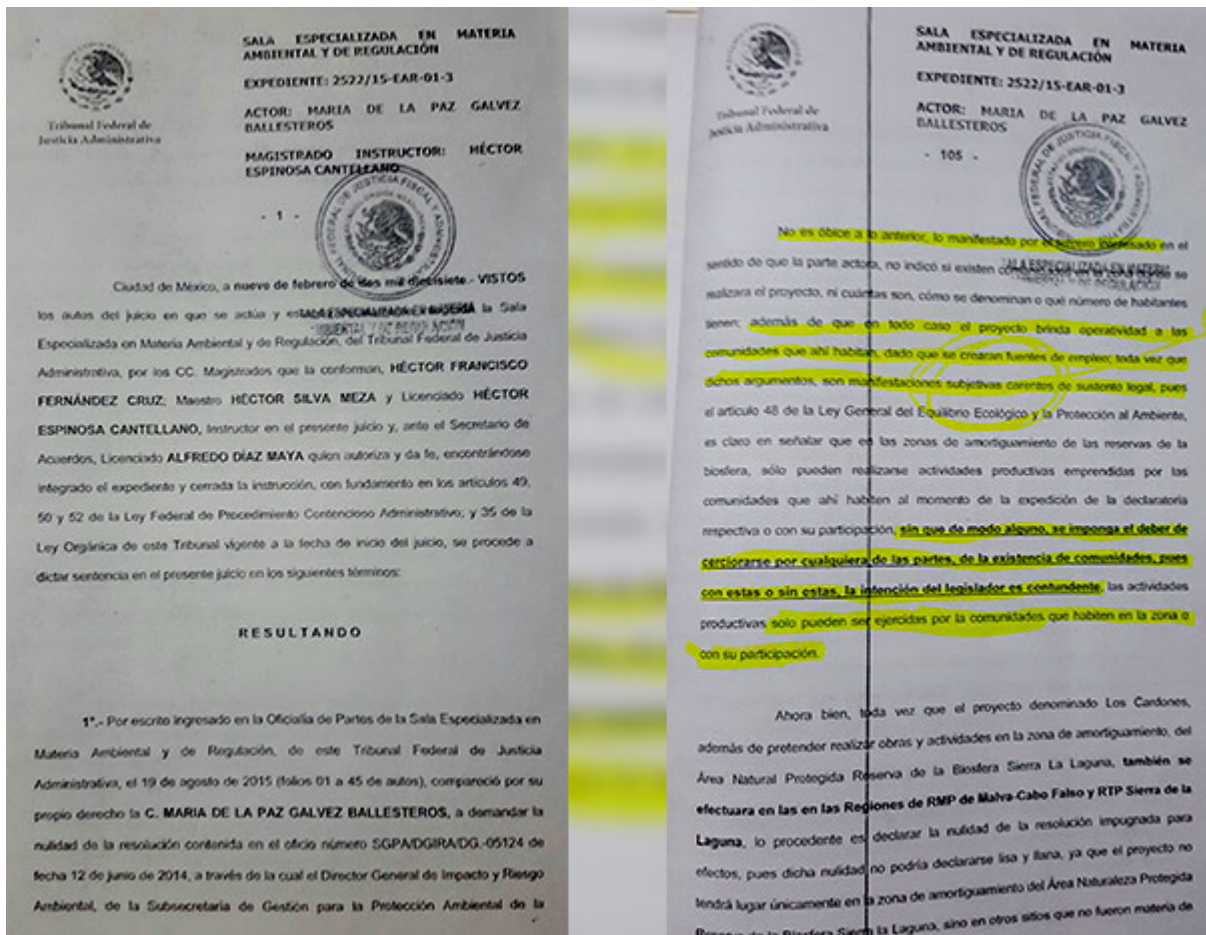 SALA ESPECIALIZADA EN MATERIA
AMBIENTAL Y DE REGULACIÓN
EXPEDIENTE: 2522/15-EAR-01-3
ACTOR: MARIA DE LA PAZ GALVEZ
BALLESTEROS
MAGISTRADO INSTRUCTOR: HÉCTOR
ESPINOSA CANTELLANO
Tribunal Federal de
Justicia Administrativa
- 1 -
Ciudad de México, a nueve de febrero de dos mil diecisiete.- VISTOS
los autos del juicio en que se actúa y la Sala
Especializada en Materia Ambiental y de Regulación, del Tribunal Federal de Justicia
Administrativa, por los CC. Magistrados que la conforman, HÉCTOR FRANCISCO
FERNÁNDEZ CRUZ; Maestro HÉCTOR SILVA MEZA y Licenciado HÉCTOR
ESPINOSA CANTELLANO, Instructor en el presente juicio y, ante el Secretario de
Acuerdos, Licenciado ALFREDO DÍAZ MAYA quien autoriza y da fe, encontrándose
integrado el expediente y cerrada la instrucción, con fundamento en los artículos 49,
50 y 52 de la Ley Federal de Procedimiento Contencioso Administrativo; y 35 de la
Ley Orgánica de este Tribunal vigente a la fecha de inicio del juicio, se procede a
dictar sentencia en el presente juicio en los siguientes términos:
RESULTANDO
1°.- Por escrito ingresado en la Oficialía de Partes de la Sala Especializada en
Materia Ambiental y de Regulación, de este Tribunal Federal de Justicia
Administrativa, el 19 de agosto de 2015 (folios 01 a 45 de autos), compareció por su
propio derecho la C. MARIA DE LA PAZ GALVEZ BALLESTEROS, a demandar la
nulidad de la resolución contenida en el oficio número SGPA/DGIRA/DG.-05124 de
fecha 12 de junio de 2014, a través de la cual el Director General de Impacto y Riesgo
Ambiental, de la Subsecretaria de Gestión para la Protección Ambiental de la
SALA ESPECIALIZADA EN MATERIA
AMBIENTAL Y DE REGULACIÓN
EXPEDIENTE: 2522/15-EAR-01-3
ACTOR: MARIA DE LA PAZ GALVEZ
BALLESTEROS
Tribunal Federal de
Justicia Administrativa
- 105 -
No es óbice a lo anterior, lo manifestado por el tercero interesado en el
sentido de que la parte actora, no indicó si existen en la zona donde se
realizara el proyecto, ni cuántas son, cómo se denominan o qué número de habitantes
tienen; además de que en todo caso el proyecto brinda operatividad a las
comunidades que ahí habitan, dado que se crearan fuentes de empleo; toda vez que
dichos argumentos, son manifestaciones subjetivas carentes de sustento legal, pues
el artículo 48 de la Ley General del Equilibrio Ecológico y la Protección al Ambiente,
es claro en señalar que en las zonas de amortiguamiento de las reservas de la
biosfera, sólo pueden realizarse actividades productivas emprendidas por las
comunidades que ahí habiten al momento de la expedición de la declaratoria
respectiva o con su participación, sin que de modo alguno, se imponga el deber de
cerciorarse por cualquiera de las partes, de la existencia de comunidades, pues
con estas o sin estas, la intención del legislador es contundente, las actividades
productivas solo pueden ser ejercidas por la comunidades que habiten en la zona o
con su participación.
Ahora bien, toda vez que el proyecto denominado Los Cardones,
además de pretender realizar obras y actividades en la zona de amortiguamiento, del
Área Natural Protegida Reserva de la Biosfera Sierra La Laguna, también se
efectuara en las en las Regiones de RMP de Malva-Cabo Falso y RTP Sierra de la
Laguna, lo procedente es declarar la nulidad de la resolución impugnada para
efectos, pues dicha nulidad no podría declararse lisa y llana, ya que el proyecto no
tendrá lugar únicamente en la zona de amortiguamiento del Área Naturaleza Protegida
Reserva de la Biosfera Sierra la Laguna, sino en otros sitios que no fueron materia de